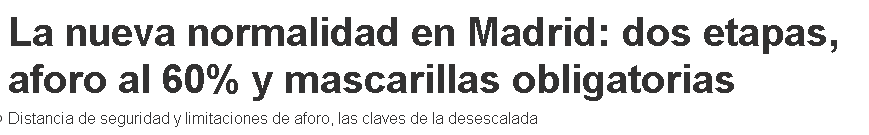 La nueva normalidad en Madrid: dos etapas,
aforo al 60% y mascarillas obligatorias
Distancia de seguridad y limitaciones de aforo, las claves de la desescalada